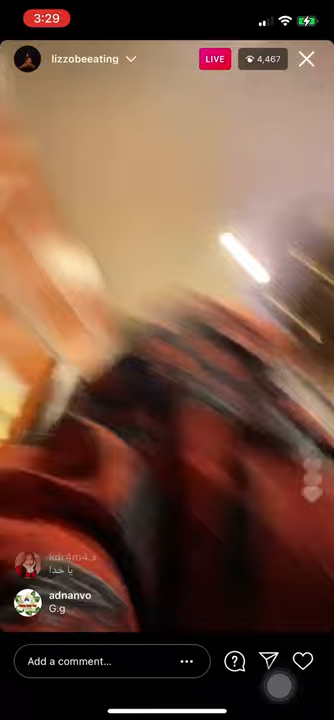 3:29
lizzobeeating
LIVE
4,467
kdr4m4.x
يا خدا
adnanvo
G.g
Add a comment...